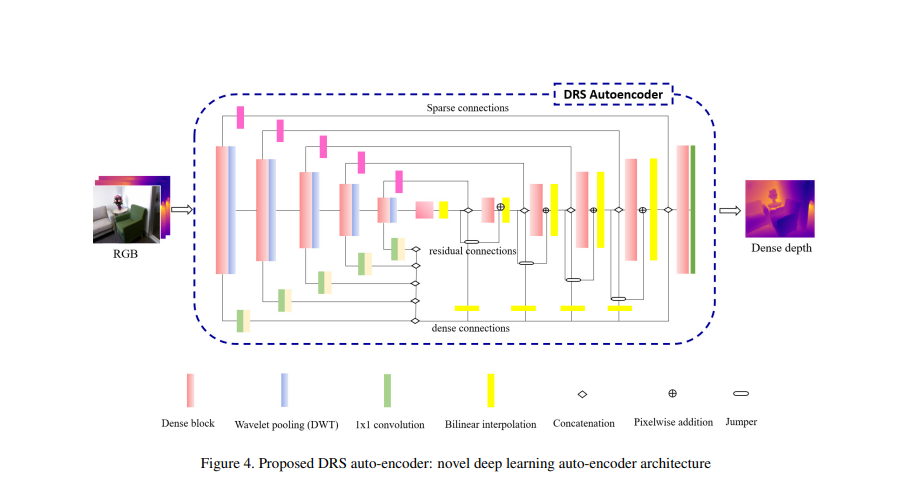 DRS Autoencoder
Sparse connections
RGB
residual connections
Dense depth
dense connections
Dense block
Wavelet pooling (DWT)
1x1 convolution
Bilinear interpolation
Concatenation
Pixelwise addition
Jumper
Figure 4. Proposed DRS auto-encoder: novel deep learning auto-encoder architecture